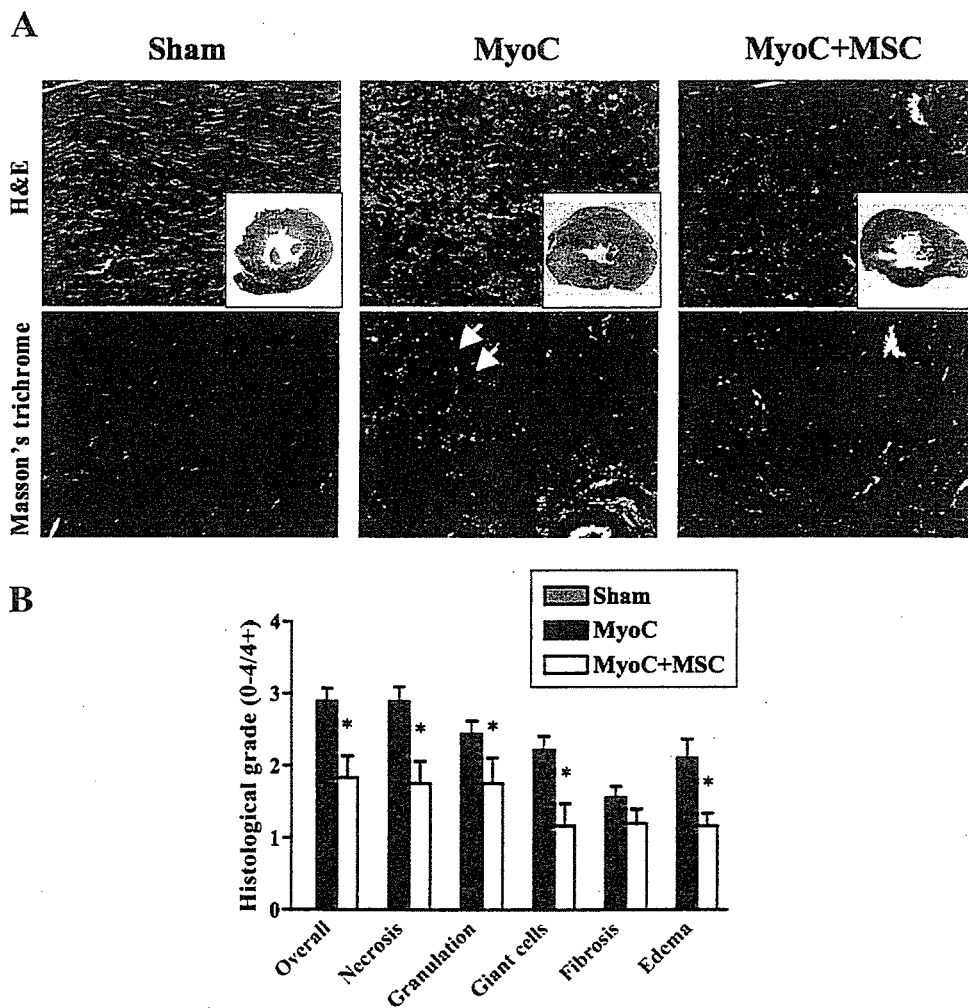 A
Sham MyoC MyoC+MSC
H&E
Masson's trichrome
B
Sham
MyoC
MyoC+MSC
Histological grade (0-4/4+)
4
3
2
1
0
* * * * *
Overall Necrosis Granulation Giant cells Fibrosis Edema